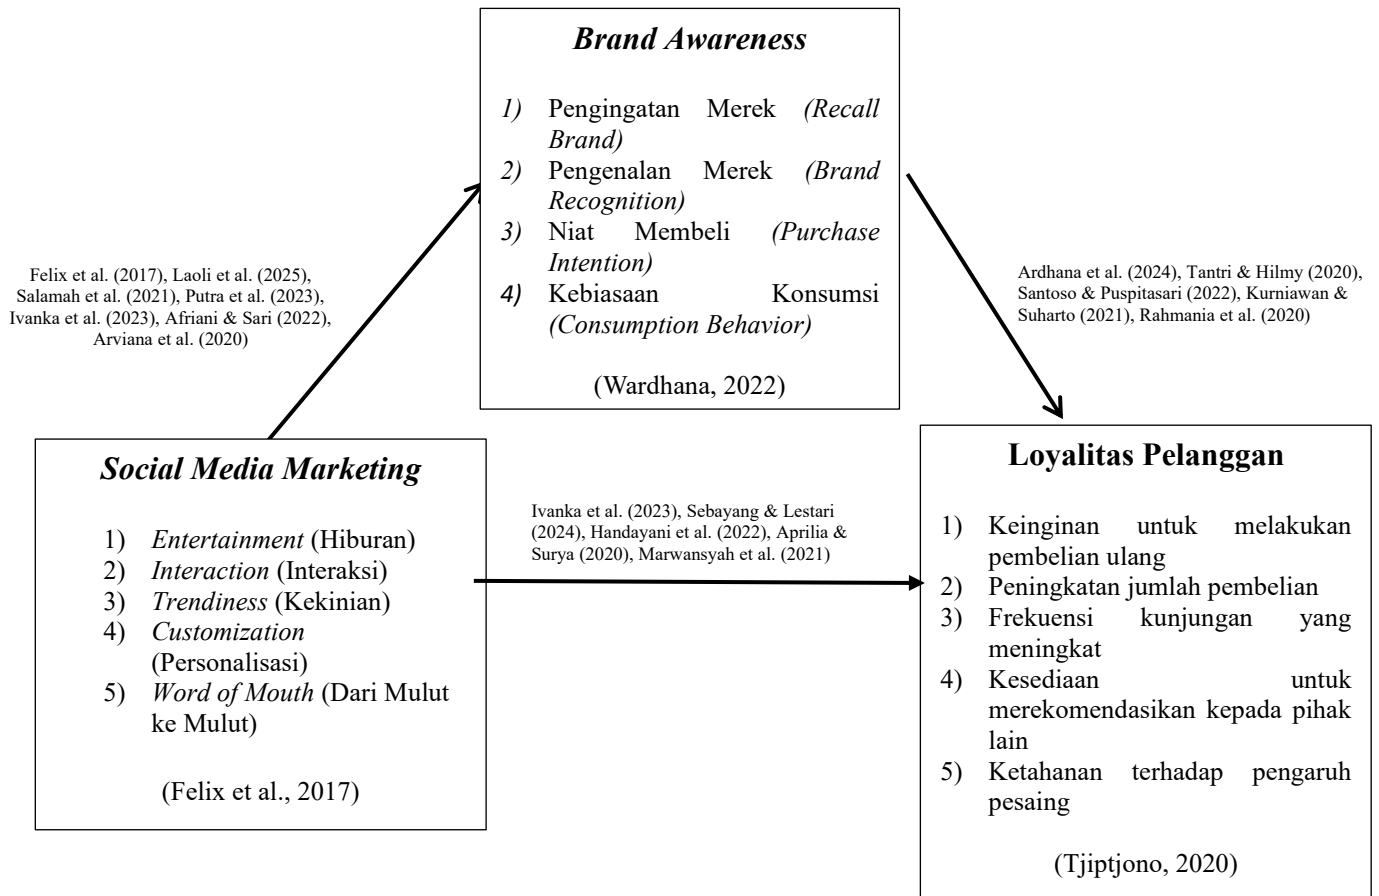 Brand Awareness
1) Pengingatan Merek (Recall
Brand)
2) Pengenalan Merek (Brand
Recognition)
3) Niat Membeli (Purchase
Intention)
4) Kebiasaan Konsumsi
(Consumption Behavior)
(Wardhana, 2022)
Felix et al. (2017), Laoli et al. (2025),
Salamah et al. (2021), Putra et al. (2023),
Ivanka et al. (2023), Afriani & Sari (2022),
Arviana et al. (2020)
Ardhana et al. (2024), Tantri & Hilmy (2020),
Santoso & Puspitasari (2022), Kurniawan &
Suharto (2021), Rahmania et al. (2020)
Social Media Marketing
1) Entertainment (Hiburan)
2) Interaction (Interaksi)
3) Trendiness (Kekinian)
4) Customization
(Personalisasi)
5) Word of Mouth (Dari Mulut
ke Mulut)
(Felix et al., 2017)
Ivanka et al. (2023), Sebayang & Lestari
(2024), Handayani et al. (2022), Aprilia &
Surya (2020), Marwansyah et al. (2021)
Loyalitas Pelanggan
1) Keinginan untuk melakukan
pembelian ulang
2) Peningkatan jumlah pembelian
3) Frekuensi kunjungan yang
meningkat
4) Kesediaan untuk
merekomendasikan kepada pihak
lain
5) Ketahanan terhadap pengaruh
pesaing
(Tjiptjono, 2020)